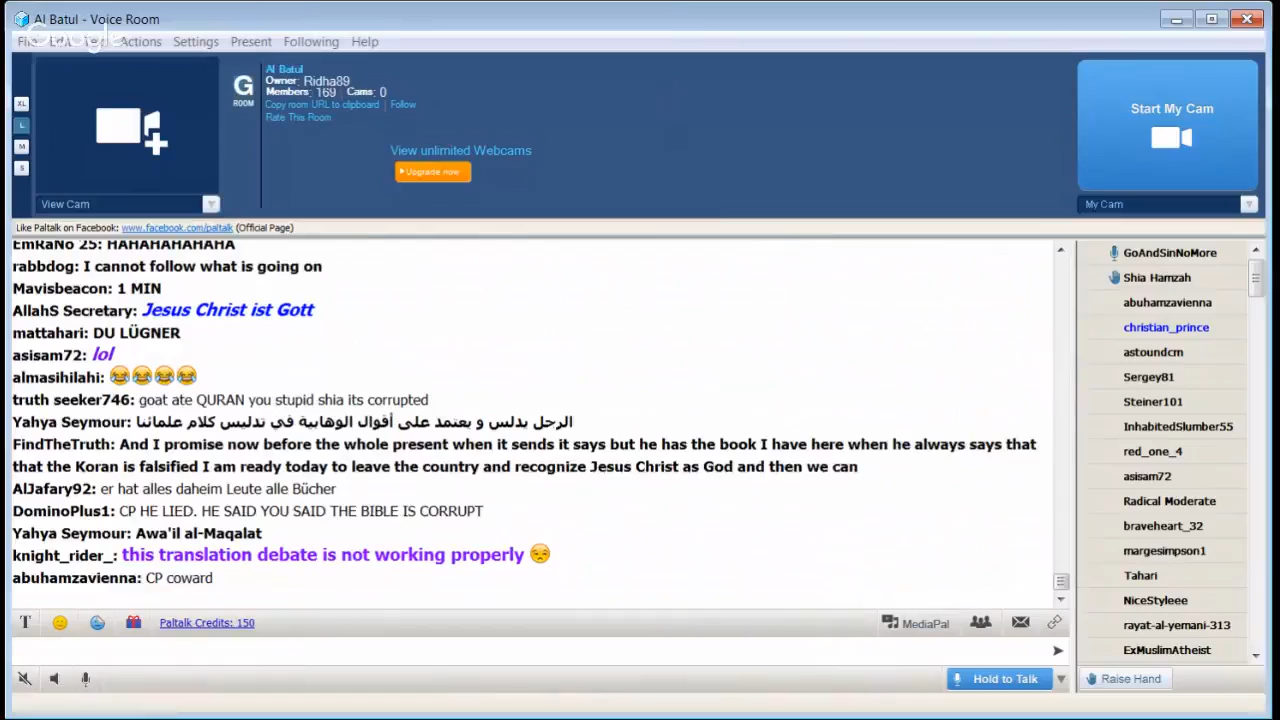 Al Batul - Voice Room
Google
Actions Settings Present Following Help
XL
L
M
S
G
ROOM
Al Batul
Owner: Ridha89
Members: 169 Cams: 0
Copy room URL to clipboard | Follow
Rate This Room
View unlimited Webcams
Upgrade now
Start My Cam
View Cam
My Cam
Like Paltalk on Facebook: www.facebook.com/paltalk (Official Page)
EmRaNo 25: HAHAHAHAHAHA
rabbdog: I cannot follow what is going on
Mavisbeacon: 1 MIN
AllahS Secretary: Jesus Christ ist Gott
mattahari: DU LÜGNER
asisam72: lol
almasihilahi: 😂😂😂😂
truth seeker746: goat ate QURAN you stupid shia its corrupted
Yahya Seymour: الرجل يدلس و يعتمد على أقوال الوهابية في تدليس كلام علمائنا
FindTheTruth: And I promise now before the whole present when it sends it says but he has the book I have here when he always says that
that the Koran is falsified I am ready today to leave the country and recognize Jesus Christ as God and then we can
AlJafary92: er hat alles daheim Leute alle Bücher
DominoPlus1: CP HE LIED. HE SAID YOU SAID THE BIBLE IS CORRUPT
Yahya Seymour: Awa'il al-Maqalat
knight_rider_: this translation debate is not working properly 😒
abuhamzavienna: CP coward
GoAndSinNoMore
Shia Hamzah
abuhamzavienna
christian_prince
astoundcm
Sergey81
Steiner101
InhabitedSlumber55
red_one_4
asisam72
Radical Moderate
braveheart_32
margesimpson1
Tahari
NiceStyleee
rayat-al-yemani-313
ExMuslimAtheist
T
Paltalk Credits: 150
MediaPal
Hold to Talk
Raise Hand